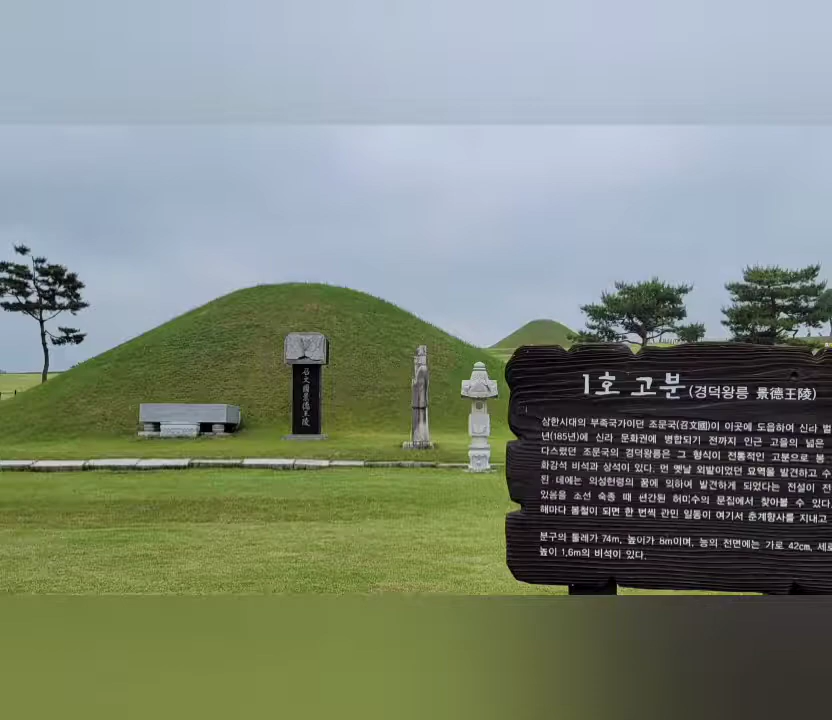 召文國景德王陵
1호 고분 (경덕왕릉 景德王陵)
삼한시대의 부족국가이던 조문국(召文國)이 이곳에 도읍하여 신라 벌
년(185년)에 신라 문화권에 병합되기 전까지 인근 고을의 넓은
다스렸던 조문국의 경덕왕릉은 그 형식이 전통적인 고분으로 봉
화강석 비석과 상석이 있다. 먼 옛날 외밭이었던 묘역을 발견하고 수
된 데에는 의성현령의 꿈에 의하여 발견하게 되었다는 전설이 전
있음을 조선 숙종 때 편간된 허미수의 문집에서 찾아볼 수 있다
해마다 봄철이 되면 한 번씩 관민 일동이 여기서 춘계향사를 지내고
분구의 둘레가 74m, 높이가 8m이며, 능의 전면에는 가로 42cm, 세로
높이 1,6m의 비석이 있다.